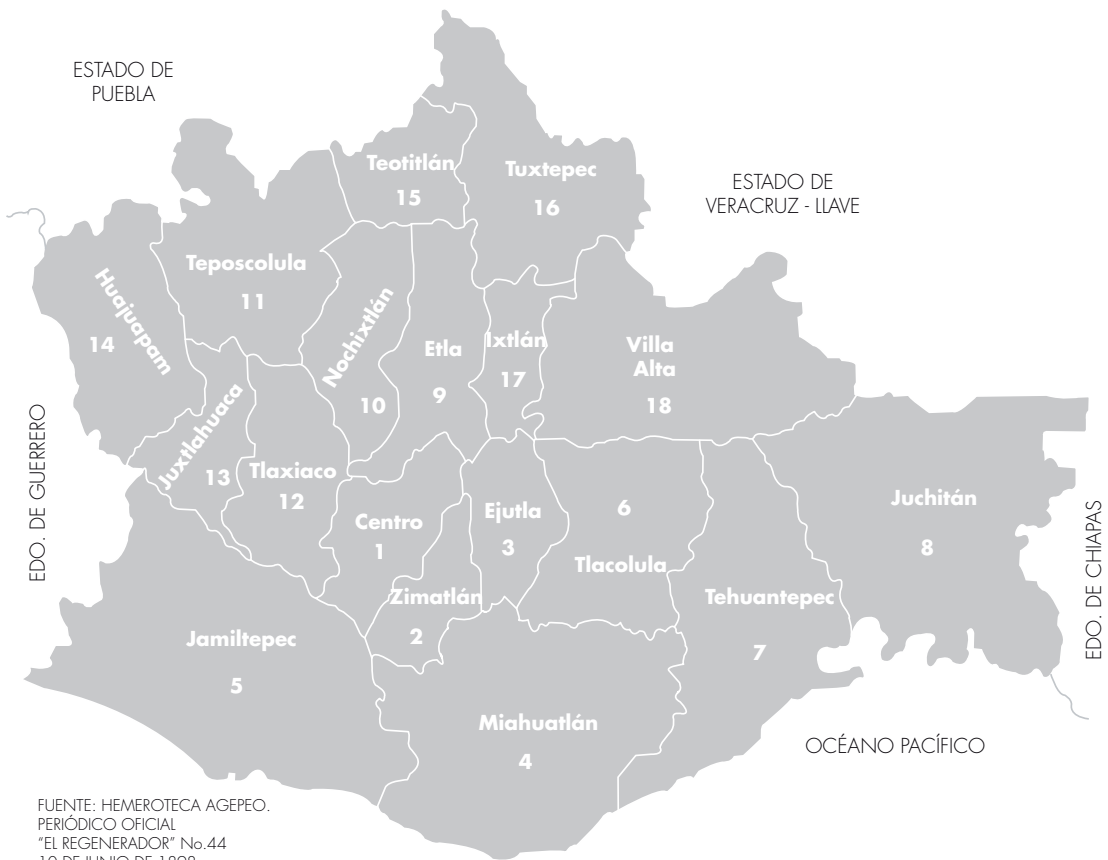 ESTADO DE
PUEBLA
Teotitlán
15
Tuxtepec
16
ESTADO DE
VERACRUZ - LLAVE
Teposcolula
11
Huajuapam
14
Nochixtlán
10
Etla
9
Ixtlán
17
Villa
Alta
18
EDO. DE GUERRERO
Juxtlahuaca
13
Tlaxiaco
12
Centro
1
Ejutla
3
6
Tlacolula
Juchitán
8
EDO. DE CHIAPAS
Zimatlán
2
Tehuantepec
7
Jamiltepec
5
Miahuatlán
4
OCÉANO PACÍFICO
FUENTE: HEMEROTECA AGEPEO.
PERIÓDICO OFICIAL
"EL REGENERADOR" No.44